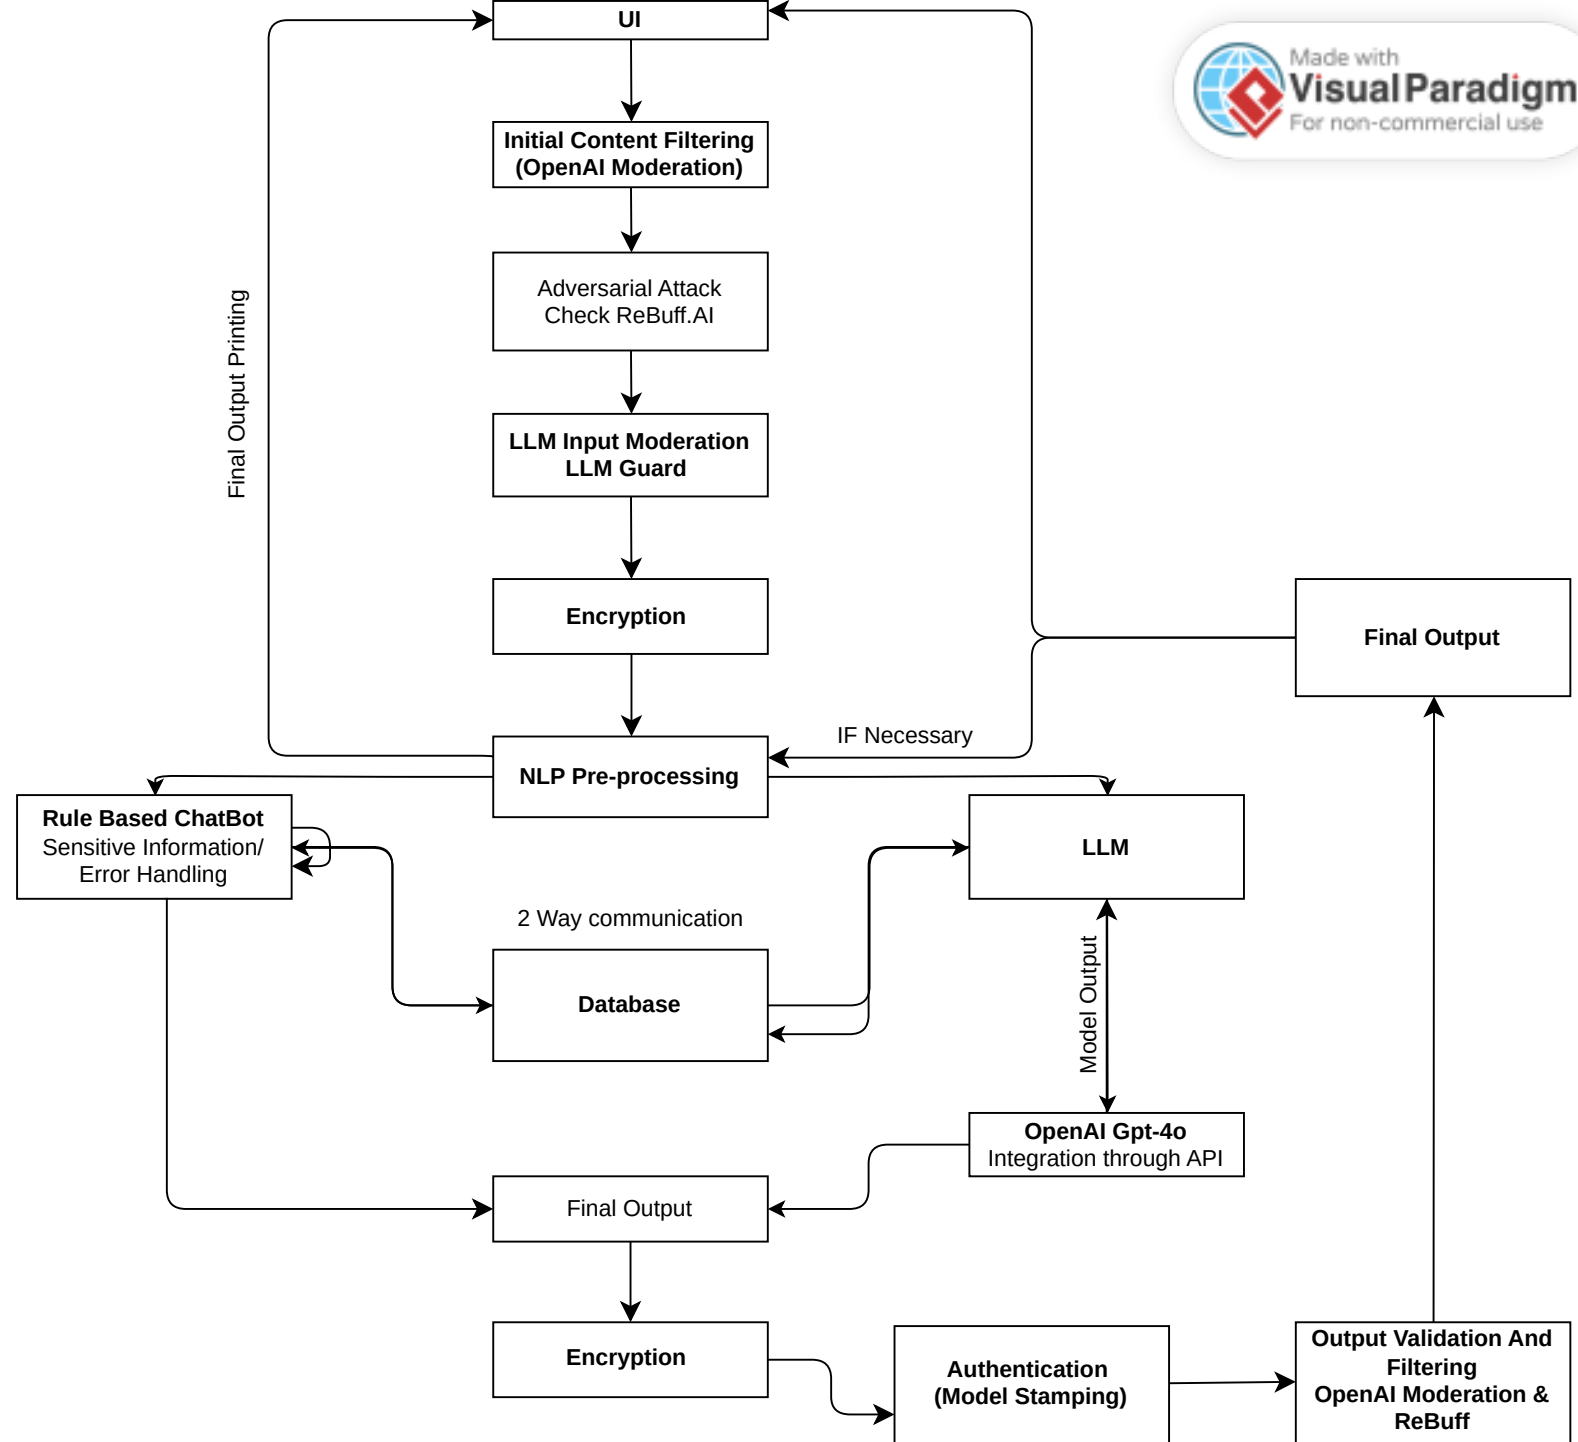 UI
Made with
Visual Paradigm
For non-commercial use
Initial Content Filtering
(OpenAI Moderation)
Adversarial Attack
Check ReBuff.AI
Final Output Printing
LLM Input Moderation
LLM Guard
Encryption
Final Output
IF Necessary
NLP Pre-processing
Rule Based ChatBot
Sensitive Information/
Error Handling
LLM
2 Way communication
Database
Model Output
OpenAI Gpt-4o
Integration through API
Final Output
Encryption
Authentication
(Model Stamping)
Output Validation And
Filtering
OpenAI Moderation &
ReBuff